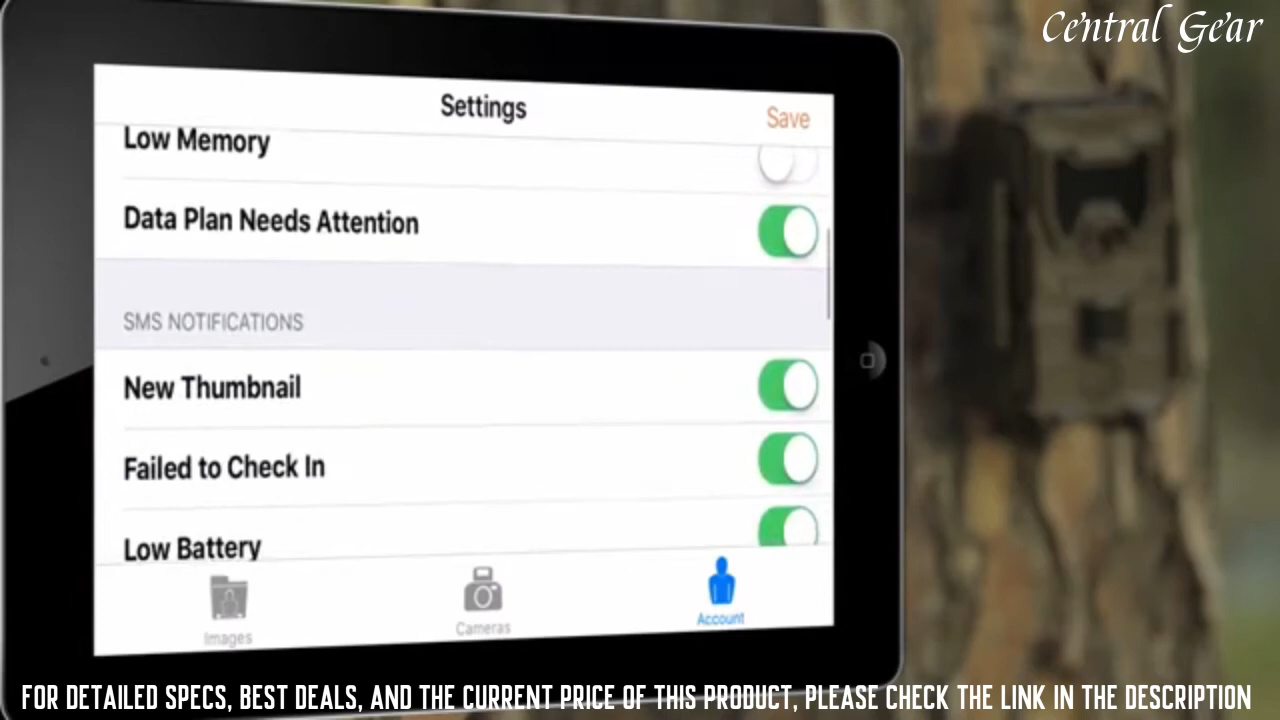 Central Gear
Settings
Save
Low Memory
Data Plan Needs Attention
SMS NOTIFICATIONS
New Thumbnail
Failed to Check In
Low Battery
Images
Cameras
Account
FOR DETAILED SPECS, BEST DEALS, AND THE CURRENT PRICE OF THIS PRODUCT, PLEASE CHECK THE LINK IN THE DESCRIPTION